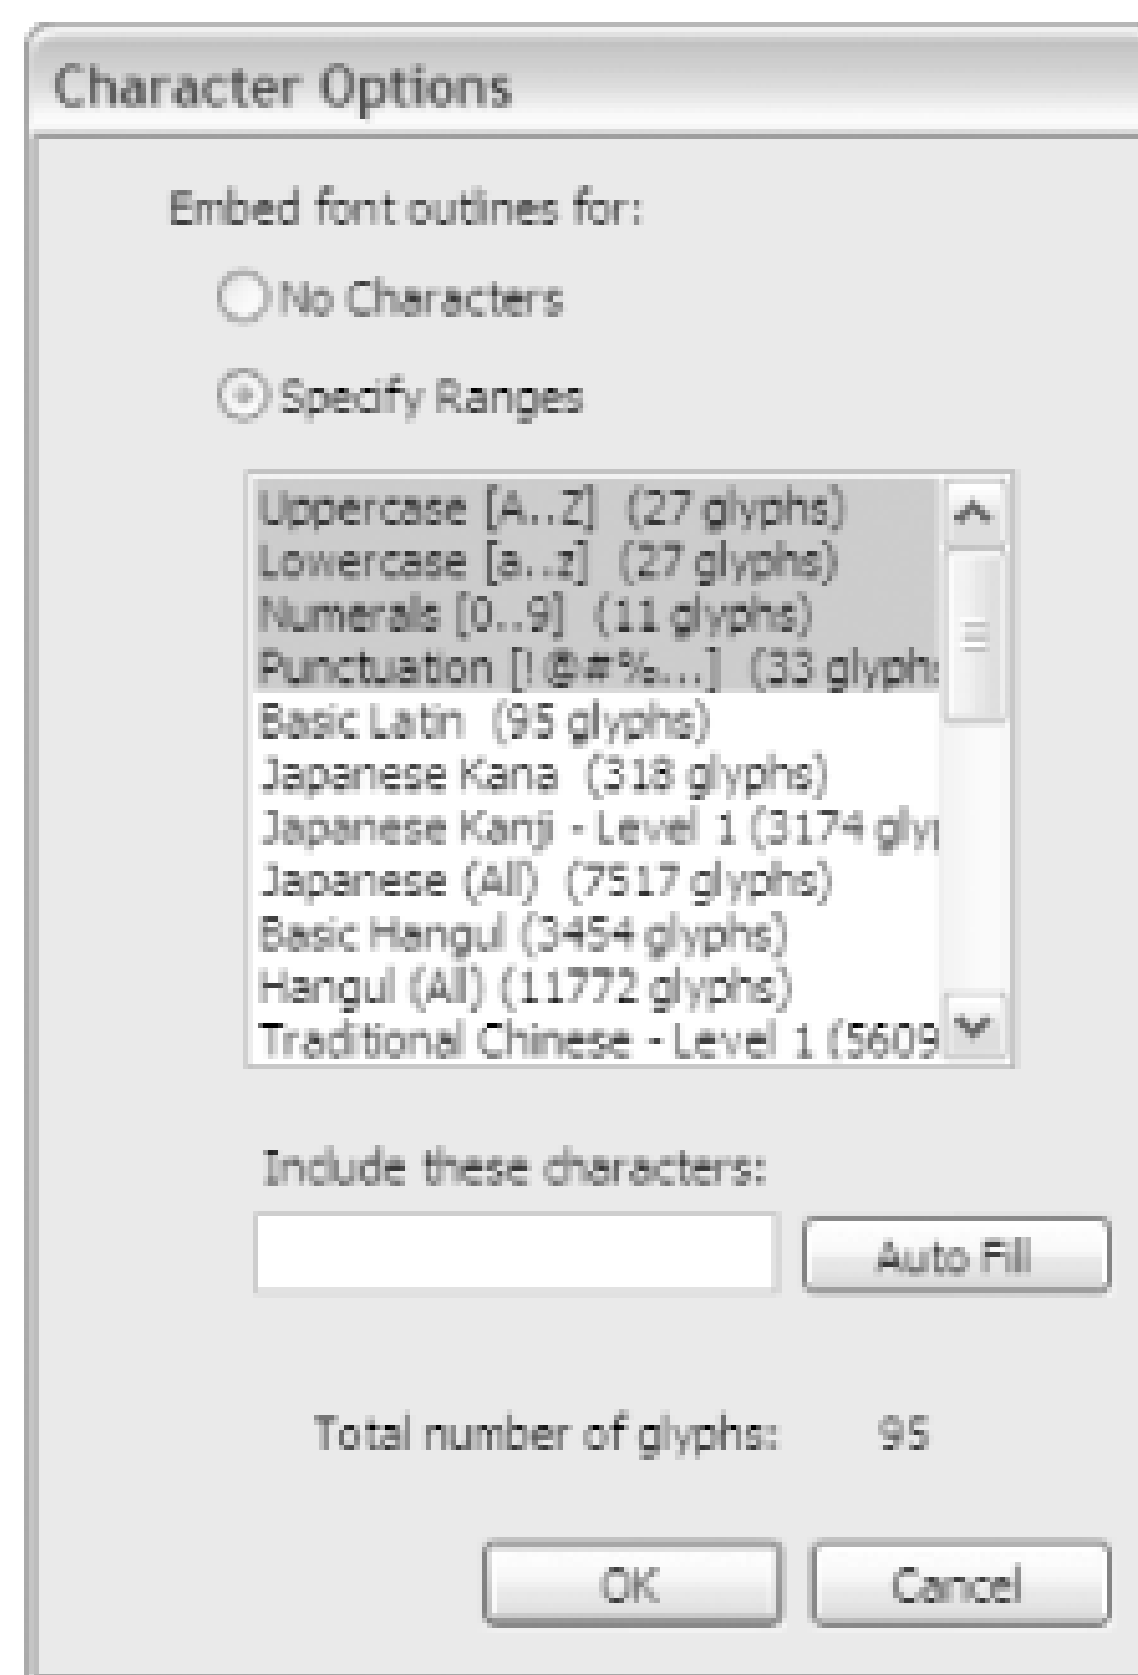 Character Options
Embed font outlines for:
No Characters
Specify Ranges
Uppercase [A..Z] (27 glyphs)
Lowercase [a..z] (27 glyphs)
Numerals [0..9] (11 glyphs)
Punctuation [!@#%...] (33 glyphs
Basic Latin (95 glyphs)
Japanese Kana (318 glyphs)
Japanese Kanji - Level 1 (3174 gly
Japanese (All) (7517 glyphs)
Basic Hangul (3454 glyphs)
Hangul (All) (11772 glyphs)
Traditional Chinese - Level 1 (5609
Include these characters:
Auto Fill
Total number of glyphs: 95
OK Cancel